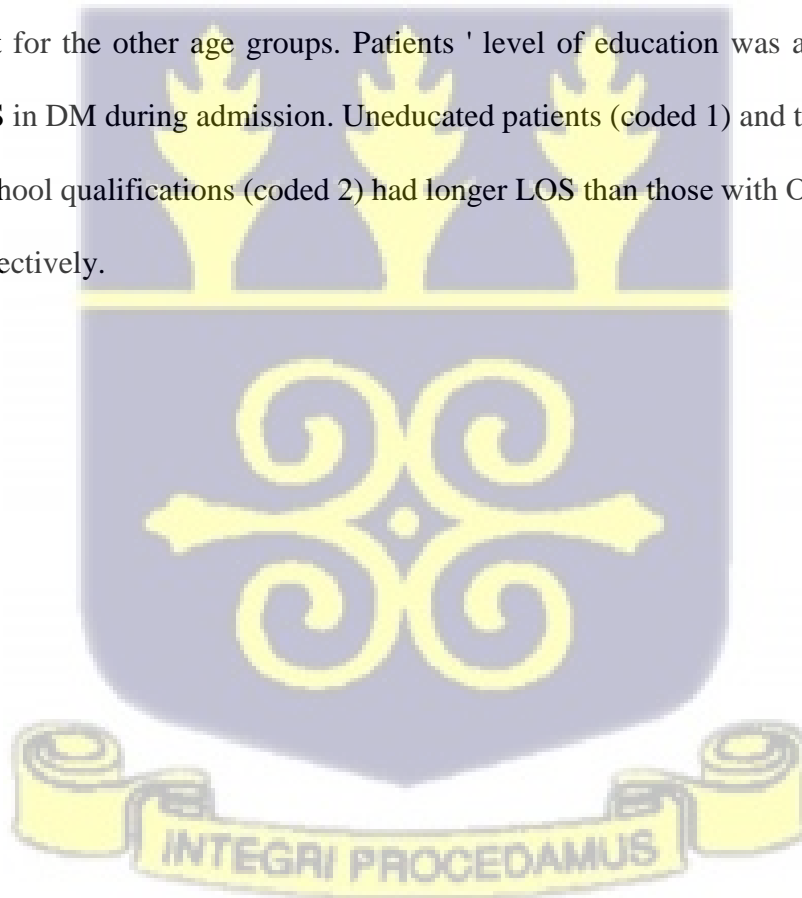 for the other age groups. Patients ' level of education was a
in DM during admission. Uneducated patients (coded 1) and t
hool qualifications (coded 2) had longer LOS than those with
ectively.
INTEGRI PROCEDAMUS